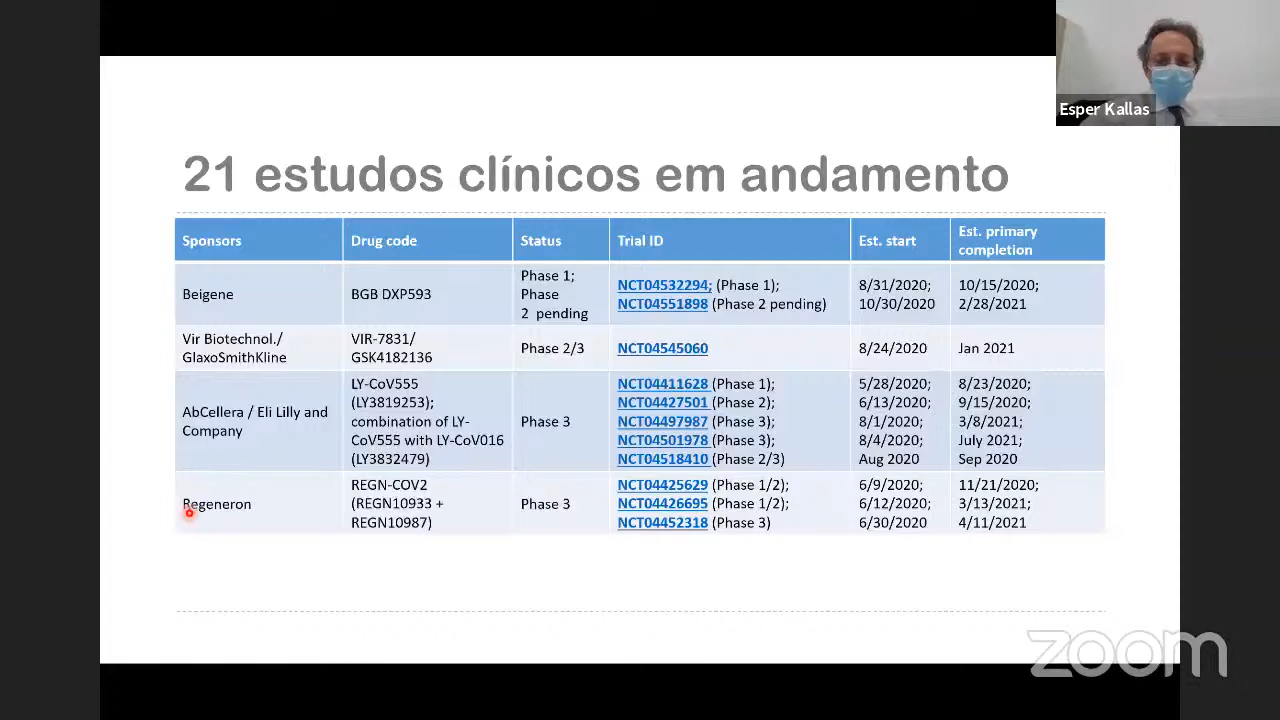 Esper Kallas
21 estudos clínicos em andamento
Sponsors Drug code Status Trial ID Est. start Est. primary
completion
Beigene BGB DXP593 Phase 1;
Phase
2 pending NCT04532294; (Phase 1);
NCT04551898 (Phase 2 pending) 8/31/2020;
10/30/2020 10/15/2020;
2/28/2021
Vir Biotechnol./
GlaxoSmithKline VIR-7831/
GSK4182136 Phase 2/3 NCT04545060 8/24/2020 Jan 2021
AbCellera / Eli Lilly and
Company LY-CoV555
(LY3819253);
combination of LY-
CoV555 with LY-CoV016
(LY3832479) Phase 3 NCT04411628 (Phase 1);
NCT04427501 (Phase 2);
NCT04497987 (Phase 3);
NCT04501978 (Phase 3);
NCT04518410 (Phase 2/3) 5/28/2020;
6/13/2020;
8/1/2020;
8/4/2020;
Aug 2020 8/23/2020;
9/15/2020;
3/8/2021;
July 2021;
Sep 2020
Regeneron REGN-COV2
(REGN10933 +
REGN10987) Phase 3 NCT04425629 (Phase 1/2);
NCT04426695 (Phase 1/2);
NCT04452318 (Phase 3) 6/9/2020;
6/12/2020;
6/30/2020 11/21/2020;
3/13/2021;
4/11/2021
zoom